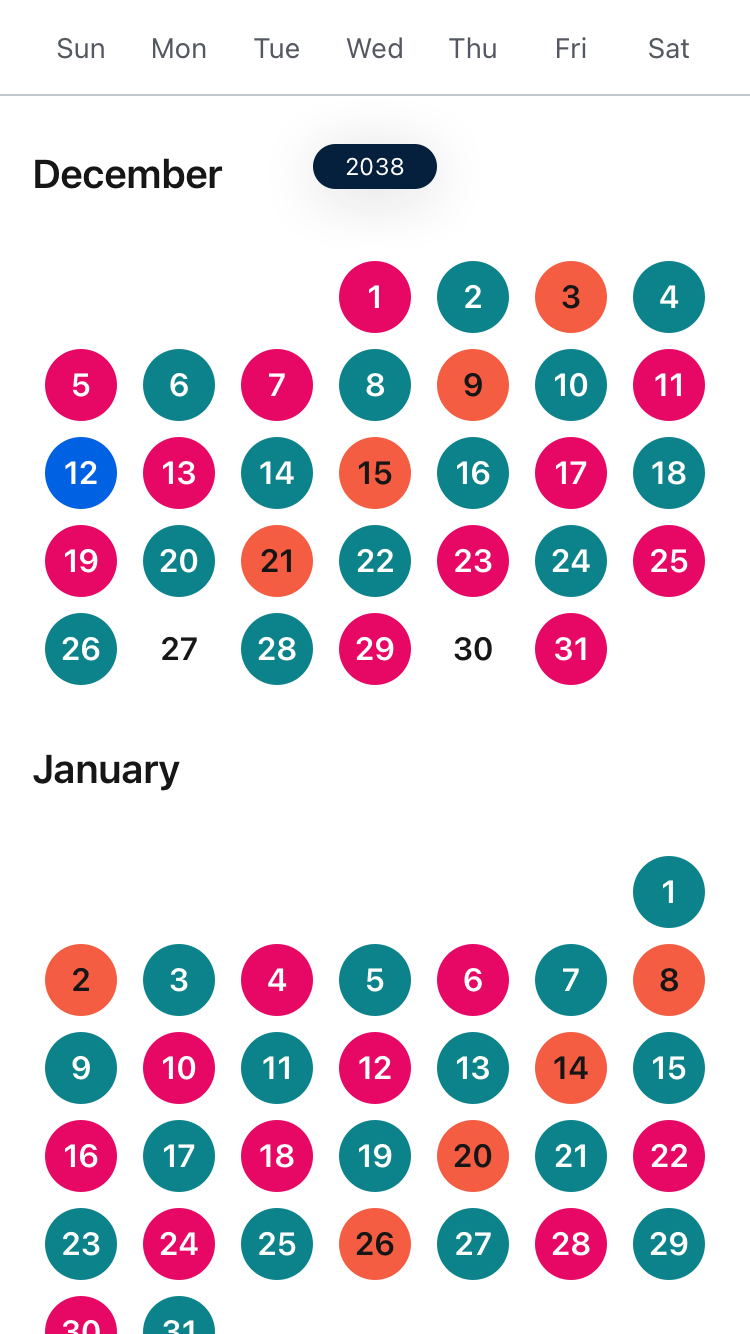 Sun Mon Tue Wed Thu Fri Sat
December 2038
1 2 3 4
5 6 7 8 9 10 11
12 13 14 15 16 17 18
19 20 21 22 23 24 25
26 27 28 29 30 31
January
1
2 3 4 5 6 7 8
9 10 11 12 13 14 15
16 17 18 19 20 21 22
23 24 25 26 27 28 29
30 31